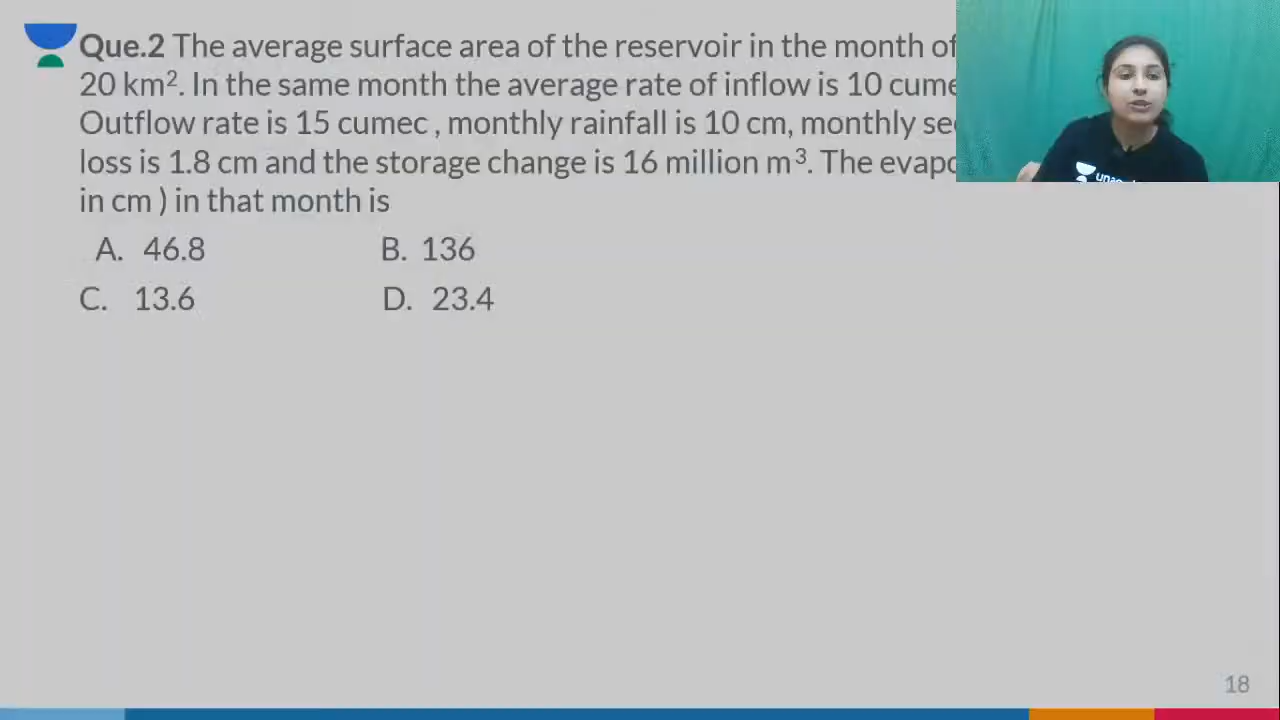 Que.2 The average surface area of the reservoir in the month of
20 km². In the same month the average rate of inflow is 10
Outflow rate is 15 cumec , monthly rainfall is 10 cm, monthly
loss is 1.8 cm and the storage change is 16 million m³. The
in cm ) in that month is
A. 46.8 B. 136
C. 13.6 D. 23.4
18